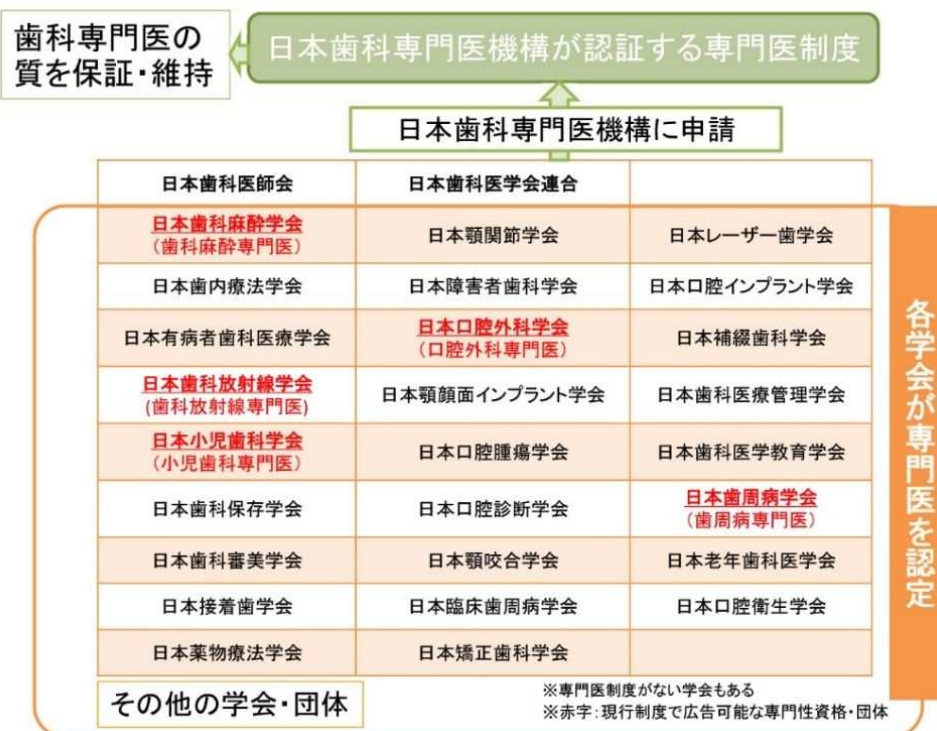 歯科専門医の
質を保証・維持
日本歯科専門医機構が認証する専門医制度
日本歯科専門医機構に申請
日本歯科医師会
日本歯科医学会連合
日本歯科麻酔学会
(歯科麻酔専門医)
日本顎関節学会
日本レーザー歯学会
日本歯内療法学会
日本障害者歯科学会
日本口腔インプラント学会
日本有病者歯科医療学会
日本口腔外科学会
(口腔外科専門医)
日本補綴歯科学会
日本歯科放射線学会
(歯科放射線専門医)
日本顎顔面インプラント学会
日本歯科医療管理学会
日本小児歯科学会
(小児歯科専門医)
日本口腔腫瘍学会
日本歯科医学教育学会
日本歯科保存学会
日本口腔診断学会
日本歯周病学会
(歯周病専門医)
日本歯科審美学会
日本顎咬合学会
日本老年歯科医学会
日本接着歯学会
日本臨床歯周病学会
日本口腔衛生学会
日本薬物療法学会
日本矯正歯科学会
その他の学会・団体
※専門医制度がない学会もある
※赤字:現行制度で広告可能な専門性資格・団体
各学会が専門医を認定